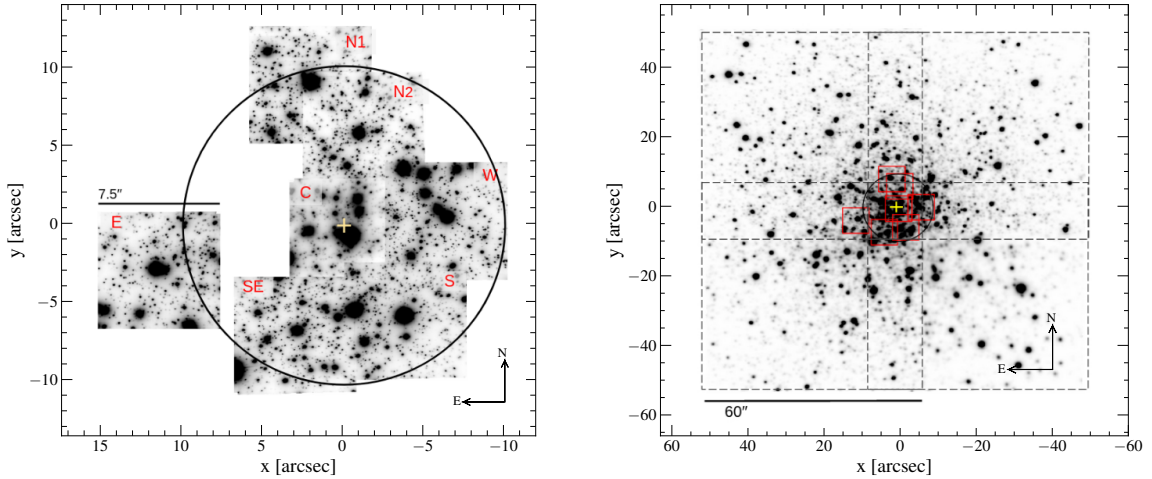 N1
N2
W
C
7.5″
E
SE
S
N
E
10
5
0
−5
−10
y [arcsec]
15 10 5 0 −5 −10
x [arcsec]
40
20
0
−20
−40
−60
y [arcsec]
N
E
60″
60 40 20 0 −20 −40 −60
x [arcsec]